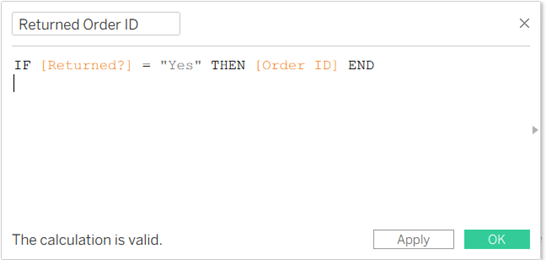 Returned Order ID
IF [Returned?] = "Yes" THEN [Order ID] END
The calculation is valid.
Apply
OK